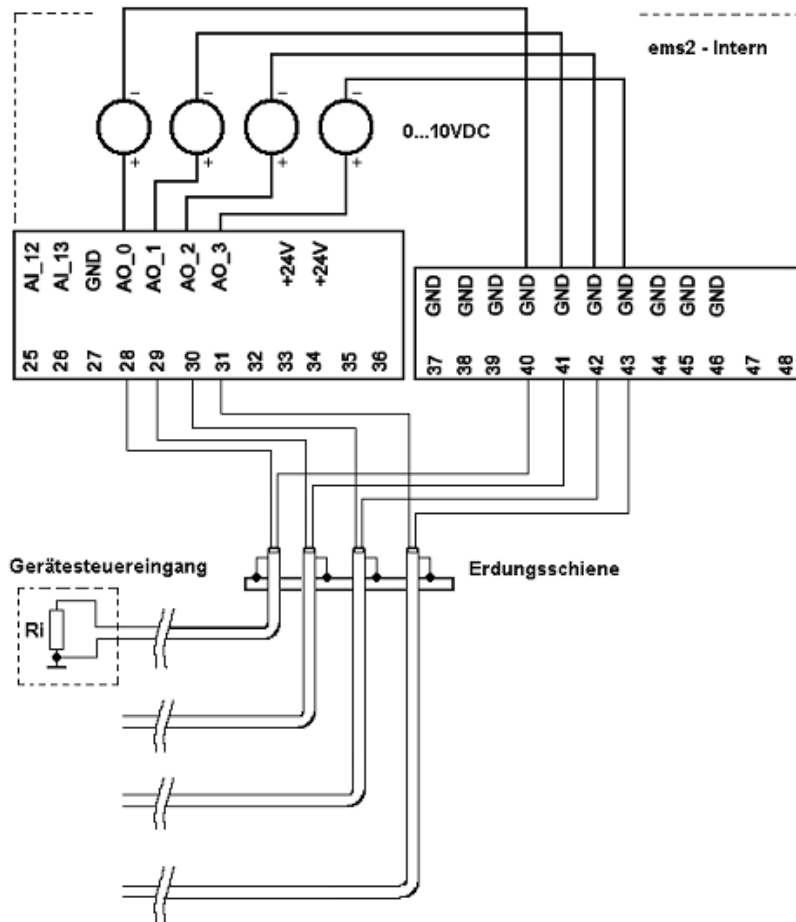 ems2 - Intern
- - - -
0...10VDC
+ + + +
AI_12 AI_13 GND AO_0 AO_1 AO_2 AO_3 +24V +24V
25 26 27 28 29 30 31 32 33 34 35 36
GND GND GND GND GND GND GND GND GND GND
37 38 39 40 41 42 43 44 45 46 47 48
Gerätesteuereingang
Erdungsschiene
Ri